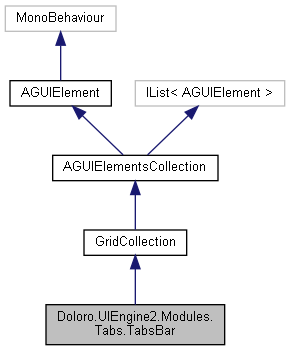 MonoBehaviour
AGUIElement
IList< AGUIElement >
AGUIElementsCollection
GridCollection
Doloro.UIEngine2.Modules.
Tabs.TabsBar